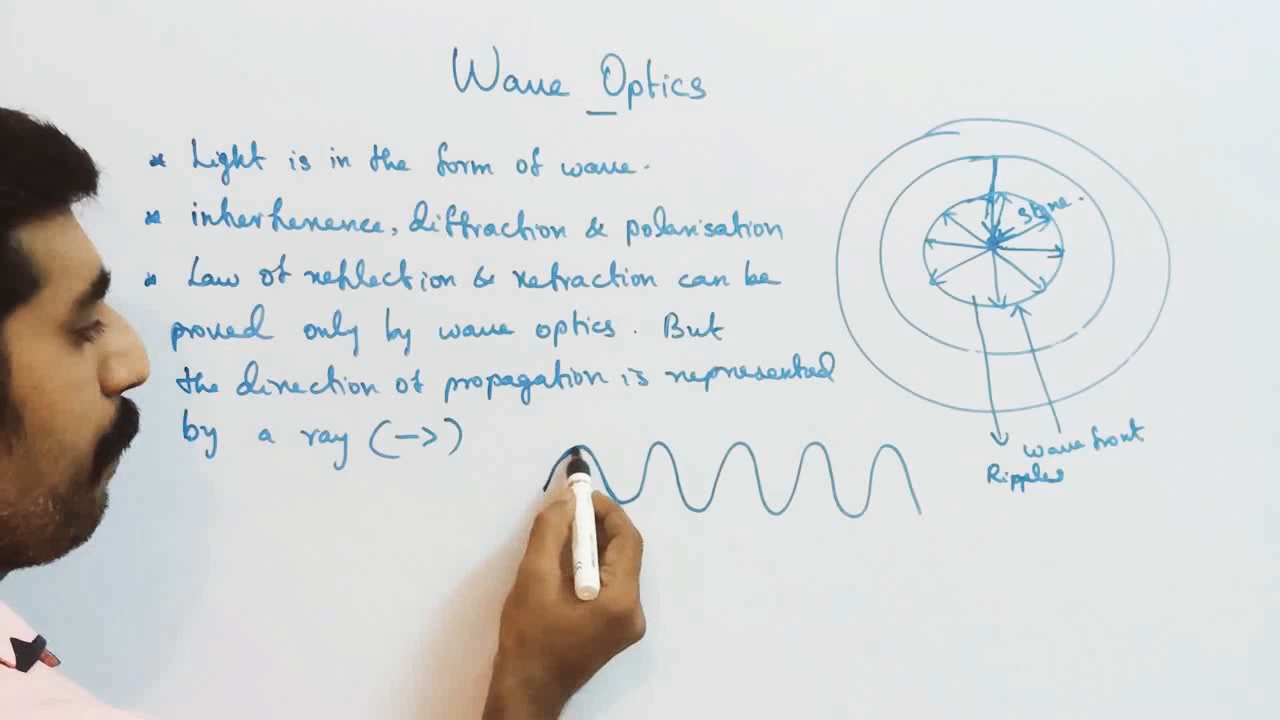 Wave Optics
* Light is in the form of wave.
* interherence, diffraction & polarisation
* Law of reflection & refraction can be
proved only by wave optics. But
the direction of propagation is represented
by a ray (→)
stone.
wave front
Ripples